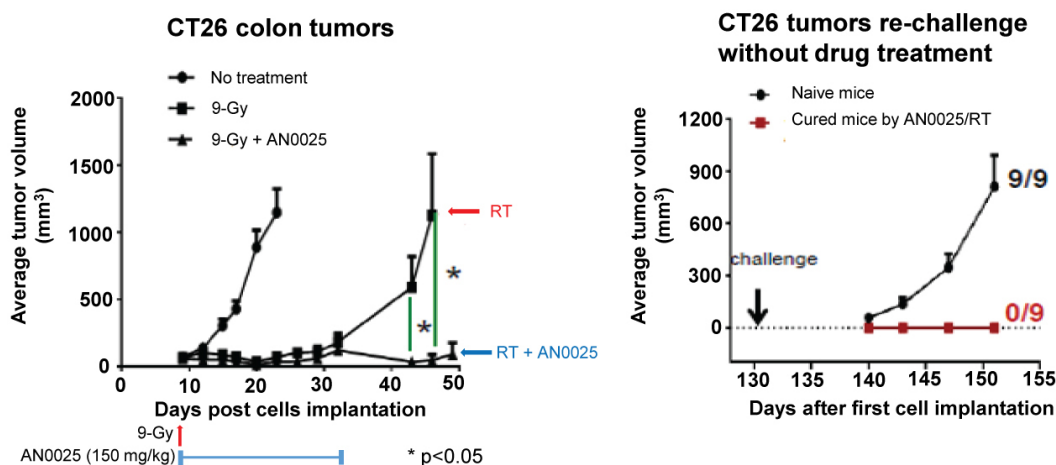 CT26 colon tumors
No treatment
9-Gy
9-Gy + AN0025
Average tumor volume
(mm³)
2000
1500
1000
500
0
RT
*
*
RT + AN0025
0
10
20
30
40
50
Days post cells implantation
9-Gy
AN0025 (150 mg/kg)
* p<0.05
CT26 tumors re-challenge
without drug treatment
Naive mice
Cured mice by AN0025/RT
Average tumor volume
(mm³)
1200
900
600
300
0
challenge
9/9
0/9
130
135
140
145
150
155
Days after first cell implantation